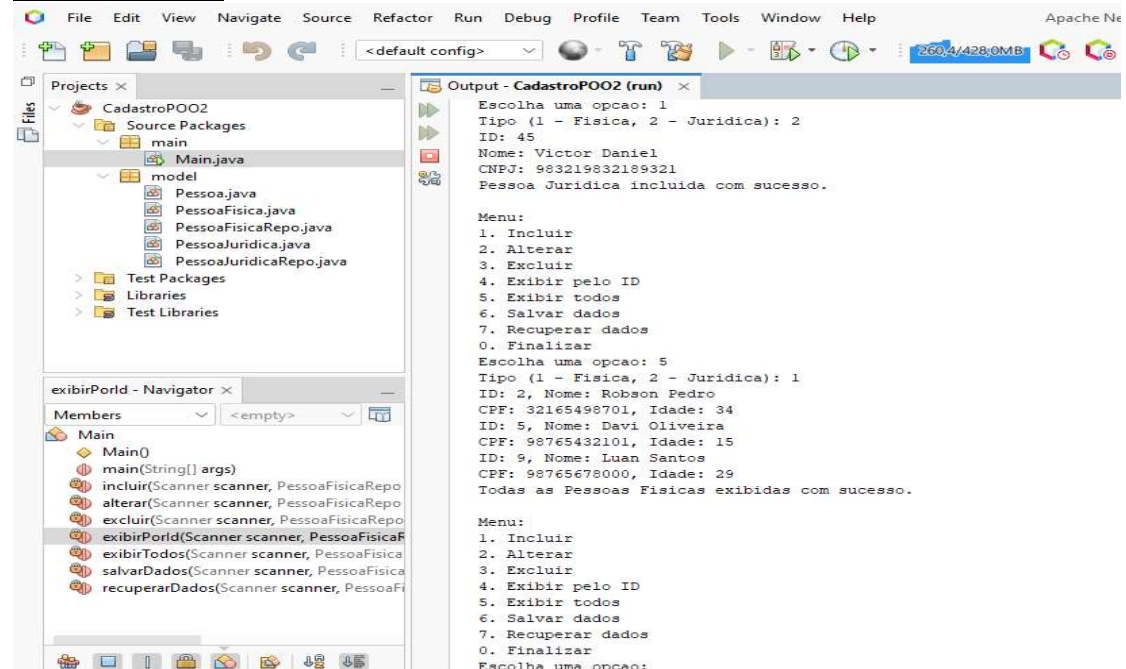 File Edit View Navigate Source Refactor Run Debug Profile Team Tools Window Help Apache Ne
<default config>
260,4/428,0MB
Files
Projects
CadastroPOO2
Source Packages
main
Main.java
model
Pessoa.java
PessoaFisica.java
PessoaFisicaRepo.java
PessoaJuridica.java
PessoaJuridicaRepo.java
Test Packages
Libraries
Test Libraries
exibirPorId - Navigator
Members <empty>
Main
Main()
main(String[] args)
incluir(Scanner scanner, PessoaFisicaRepo
alterar(Scanner scanner, PessoaFisicaRepo
excluir(Scanner scanner, PessoaFisicaRepo
exibirPorId(Scanner scanner, PessoaFisicaR
exibirTodos(Scanner scanner, PessoaFisica
salvarDados(Scanner scanner, PessoaFisica
recuperarDados(Scanner scanner, PessoaFi
Output - CadastroPOO2 (run)
Escolha uma opcao: 1
Tipo (1 - Fisica, 2 - Juridica): 2
ID: 45
Nome: Victor Daniel
CNPJ: 983219832189321
Pessoa Juridica incluida com sucesso.
Menu:
1. Incluir
2. Alterar
3. Excluir
4. Exibir pelo ID
5. Exibir todos
6. Salvar dados
7. Recuperar dados
0. Finalizar
Escolha uma opcao: 5
Tipo (1 - Fisica, 2 - Juridica): 1
ID: 2, Nome: Robson Pedro
CPF: 32165498701, Idade: 34
ID: 5, Nome: Davi Oliveira
CPF: 98765432101, Idade: 15
ID: 9, Nome: Luan Santos
CPF: 98765678000, Idade: 29
Todas as Pessoas Fisicas exibidas com sucesso.
Menu:
1. Incluir
2. Alterar
3. Excluir
4. Exibir pelo ID
5. Exibir todos
6. Salvar dados
7. Recuperar dados
0. Finalizar
Escolha uma opcao: